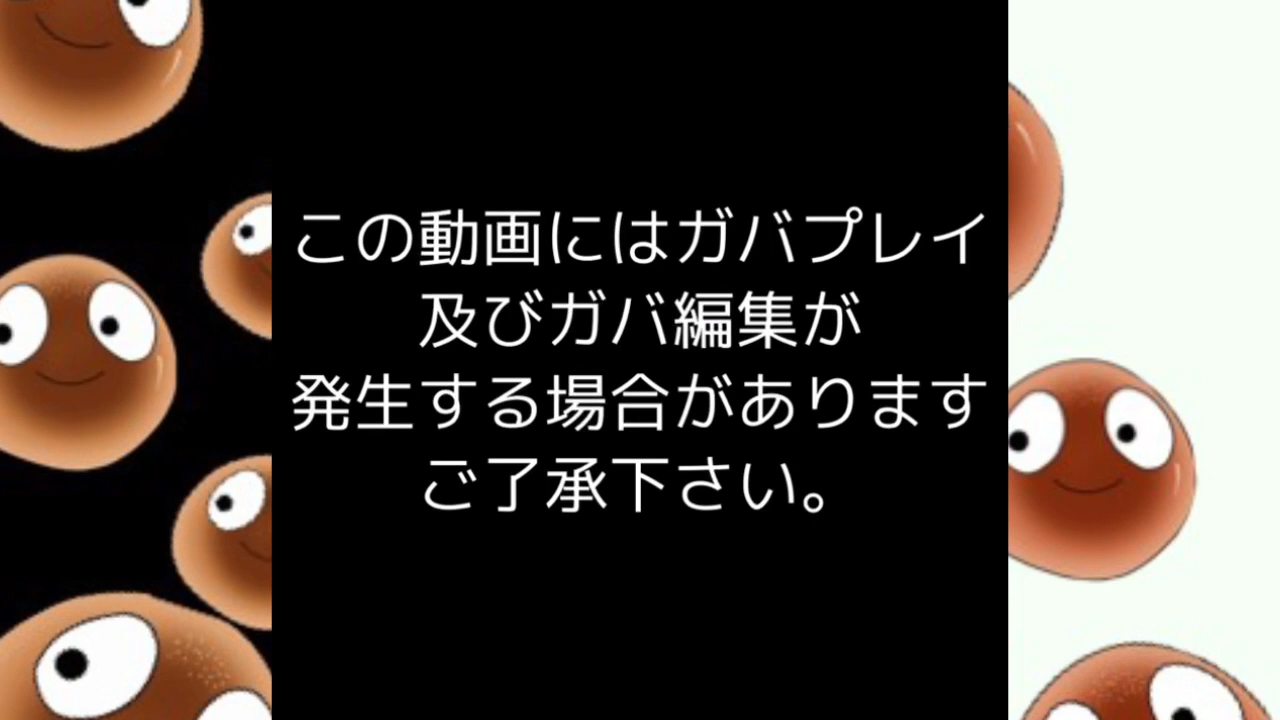 この動画にはガバプレイ
及びガバ編集が
発生する場合があります
ご了承下さい。